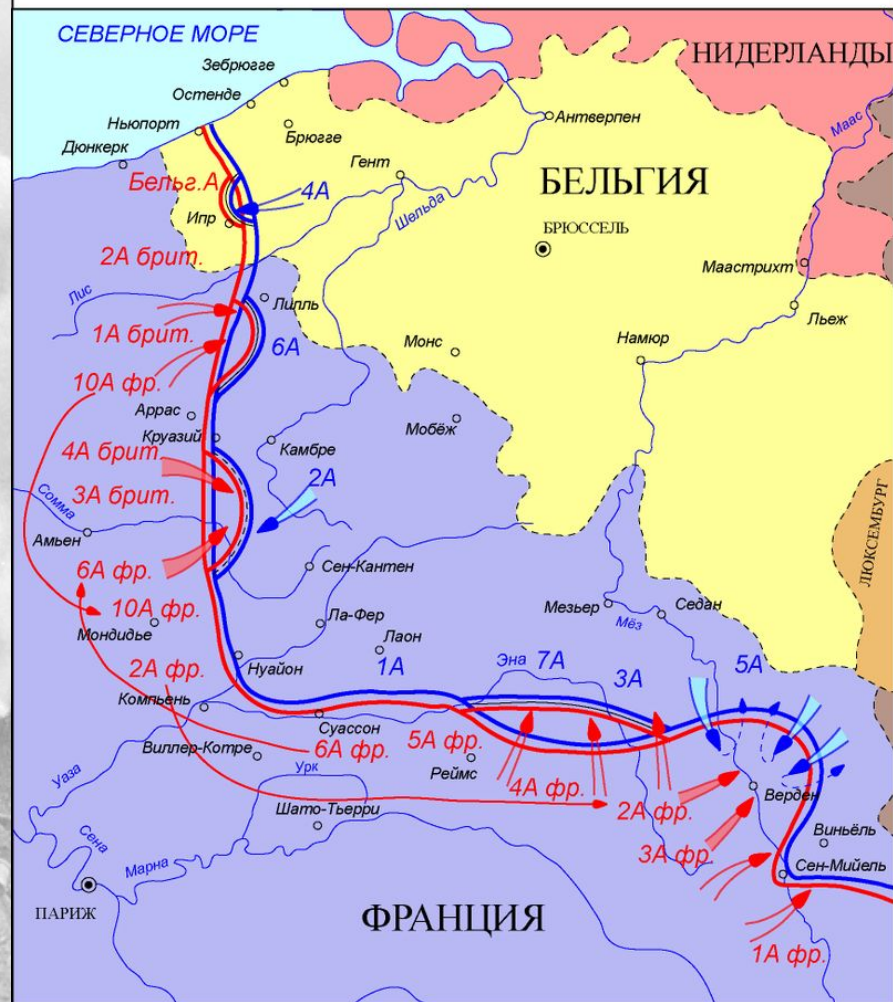 СЕВЕРНОЕ МОРЕ
НИДЕРЛАНДЫ
Зебрюгге
Остенде
Ньюпорт
Брюгге
Антверпен
Маас
Дюнкерк
Гент
Бельг.А
4А
Шельда
БЕЛЬГИЯ
Ипр
БРЮССЕЛЬ
2А брит.
Маастрихт
Лис
Лилль
Льеж
1А брит.
6А
Монс
Намюр
10А фр.
Аррас
Мобёж
Круазий
Камбре
4А брит.
2А
3А брит.
Сомма
ЛЮКСЕМБУРГ
Амьен
6А фр.
Сен-Кантен
10А фр.
Мондидье
Ла-Фер
Мезьер
Седан
Мёз
Лаон
2А фр.
Нуайон
1А
Эна
7А
3А
5А
Компьень
Суассон
Виллер-Котре
6А фр.
5А фр.
Реймс
Уаза
Урк
4А фр.
Верден
2А фр.
Шато-Тьерри
Сена
Виньёль
3А фр.
Марна
Сен-Мийель
ПАРИЖ
ФРАНЦИЯ
1А фр.